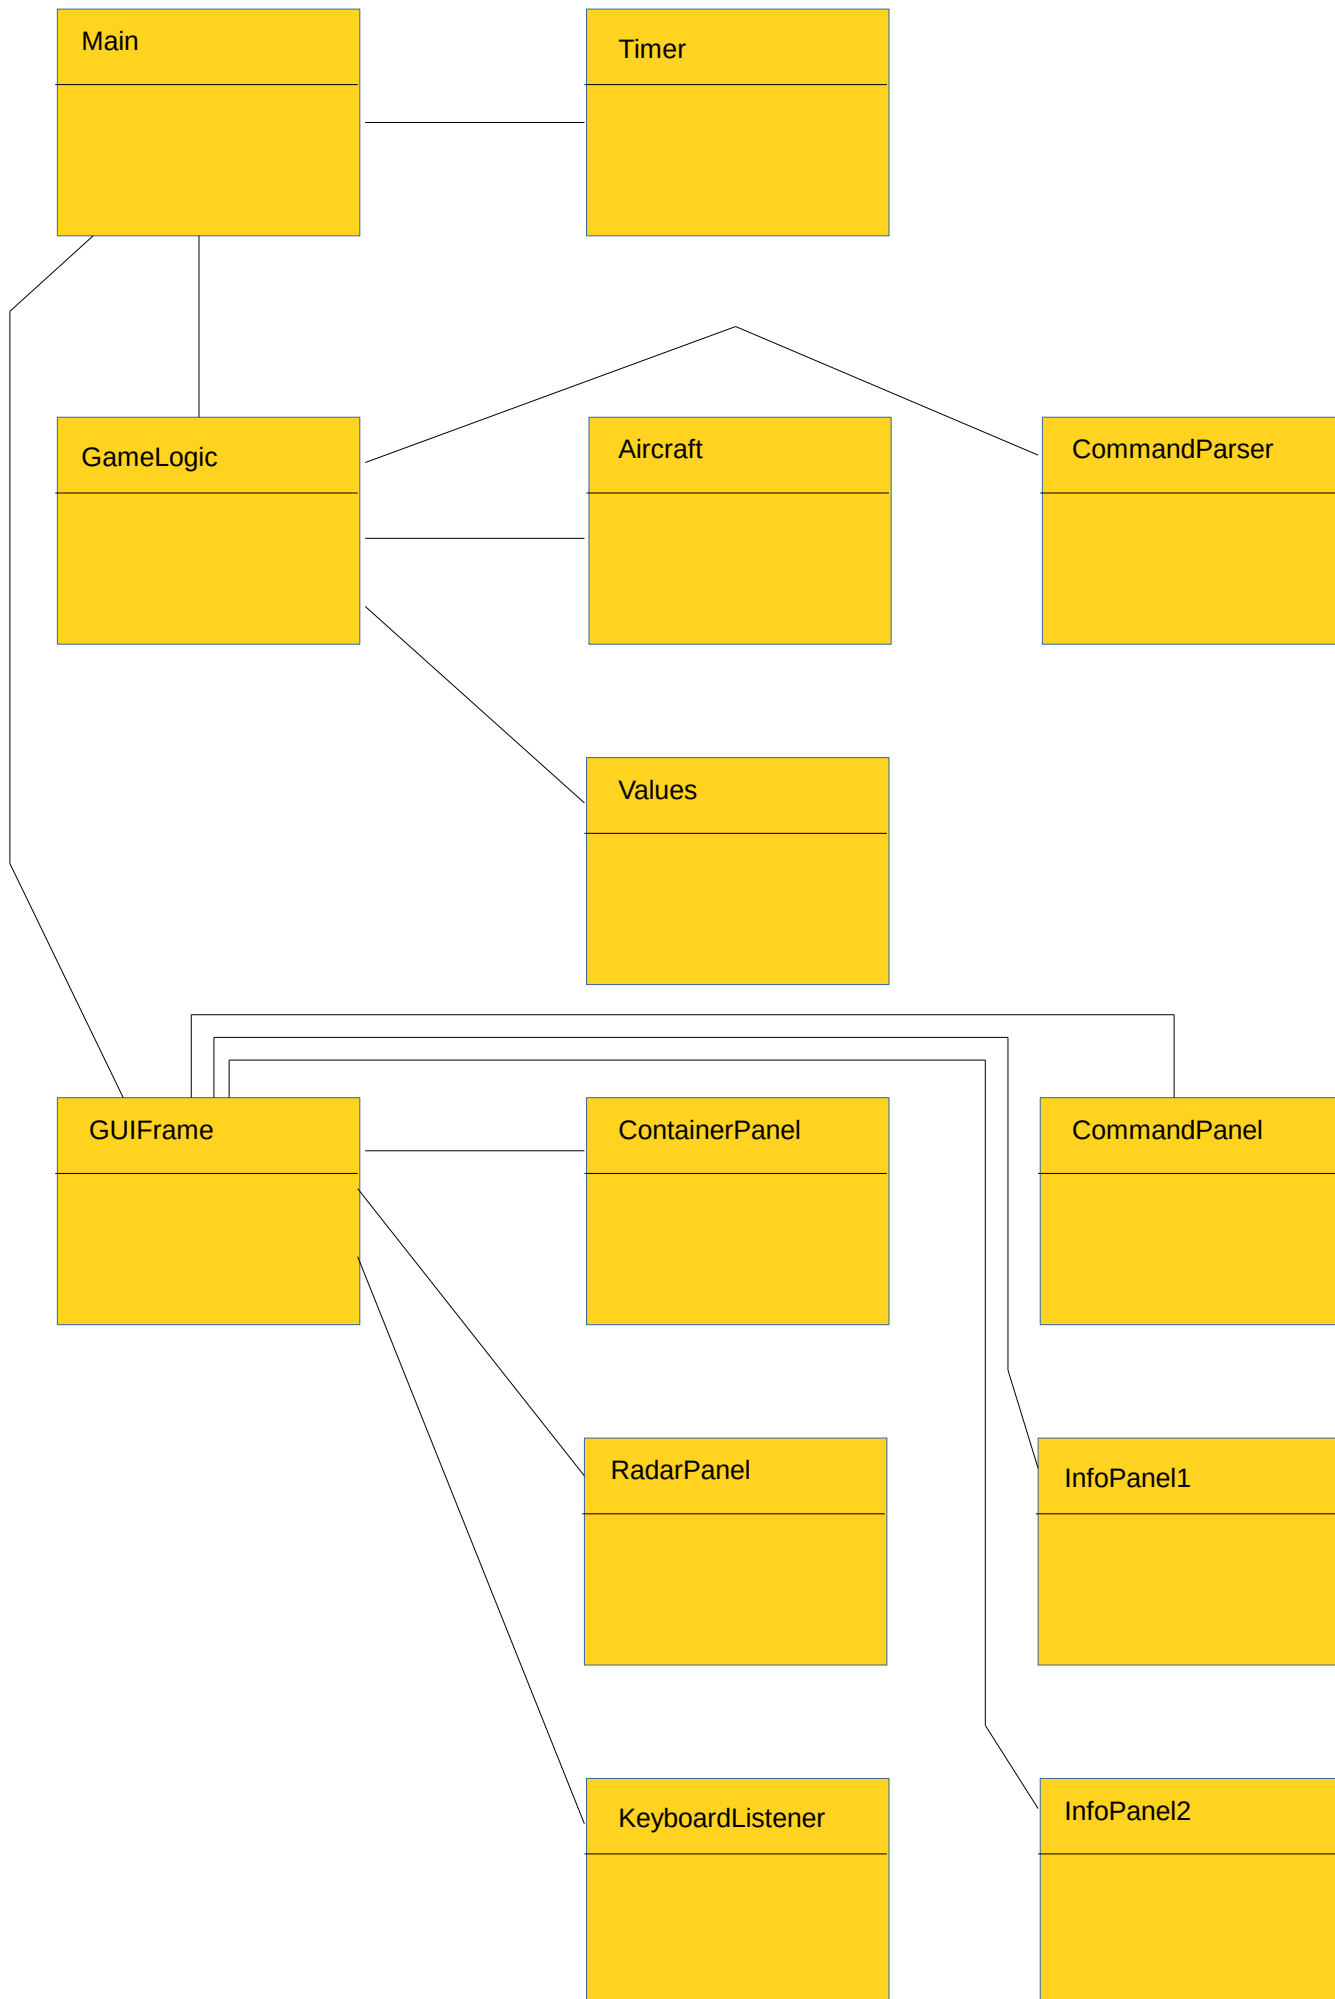 Main
Timer
GameLogic
Aircraft
CommandParser
Values
GUIFrame
ContainerPanel
CommandPanel
RadarPanel
InfoPanel1
KeyboardListener
InfoPanel2